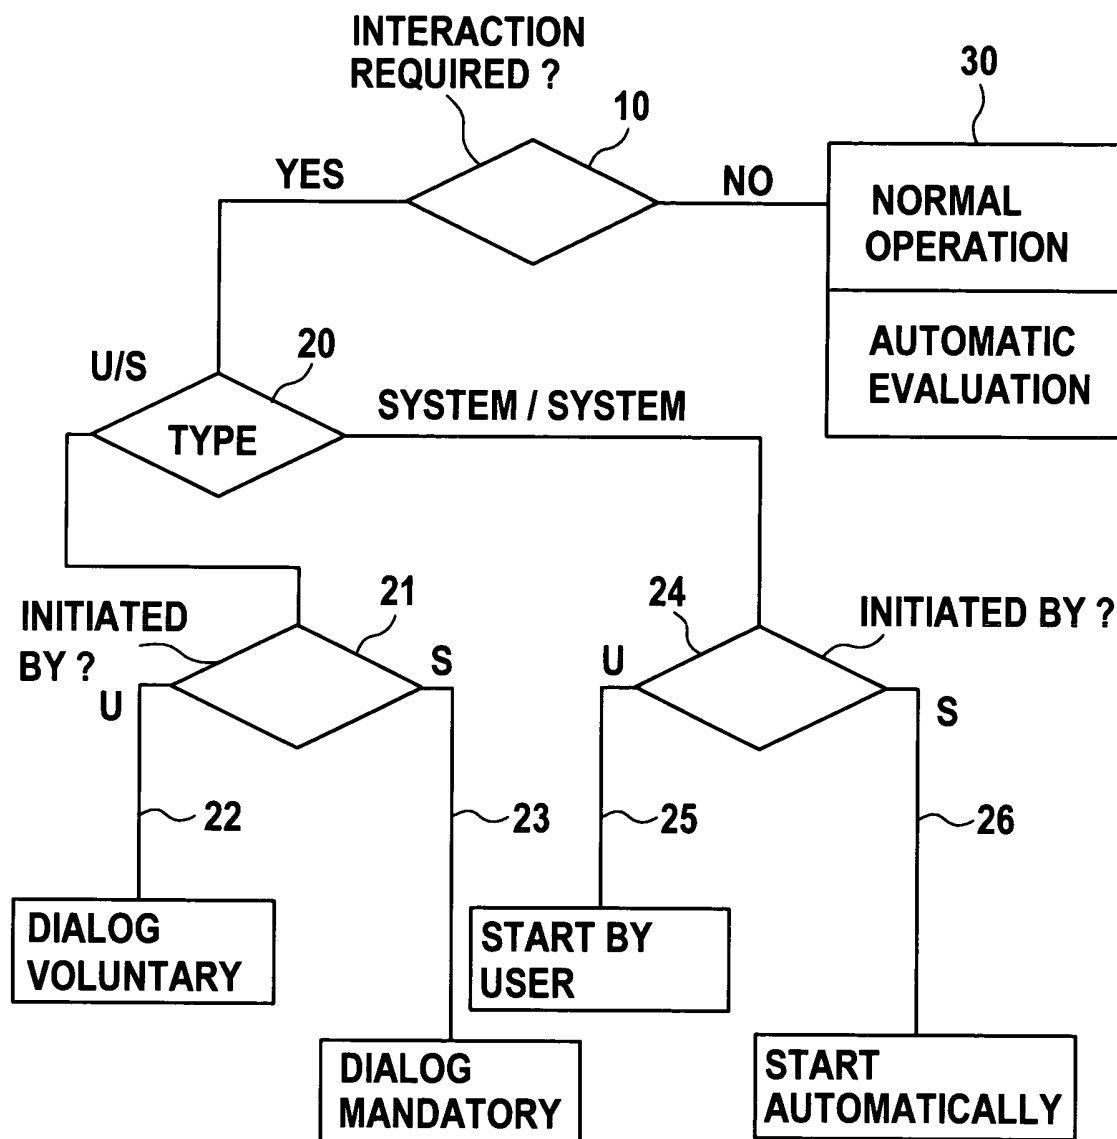 INTERACTION
REQUIRED ?
10
30
YES
NO
NORMAL
OPERATION
AUTOMATIC
EVALUATION
U/S
20
TYPE
SYSTEM / SYSTEM
INITIATED
BY ?
21
U
S
24
INITIATED BY ?
U
S
22
23
25
26
DIALOG
VOLUNTARY
START BY
USER
DIALOG
MANDATORY
START
AUTOMATICALLY